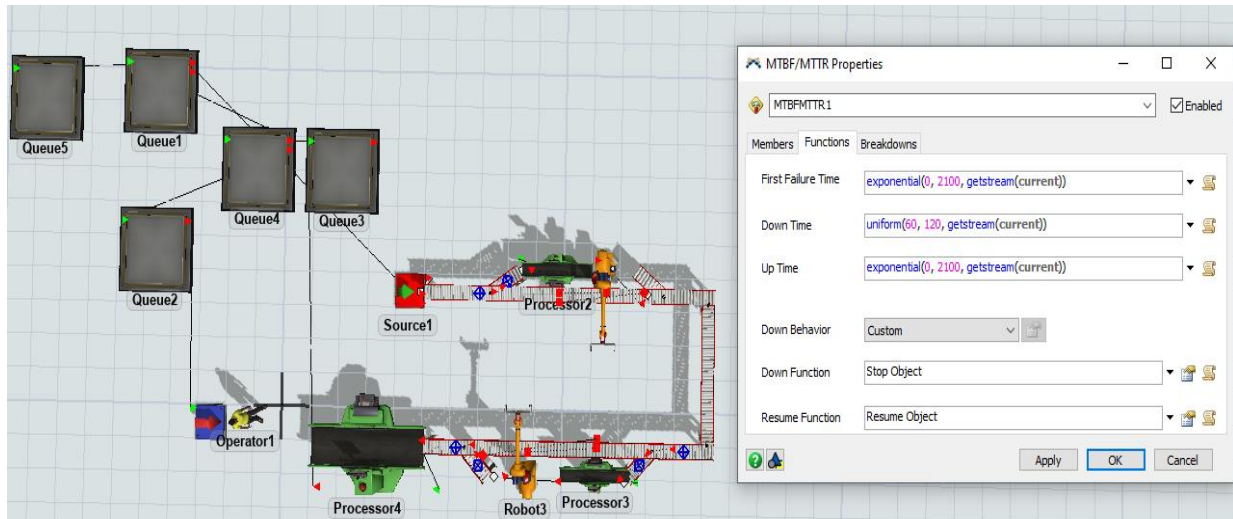 Queue5
Queue1
Queue4
Queue3
Queue2
Source1
Processor2
Operator1
Processor4
Robot3
Processor3
MTBF/MTTR Properties
MTBFMTTR1
Enabled
Members Functions Breakdowns
First Failure Time exponential(0, 2100, getstream(current))
Down Time uniform(60, 120, getstream(current))
Up Time exponential(0, 2100, getstream(current))
Down Behavior Custom
Down Function Stop Object
Resume Function Resume Object
Apply OK Cancel